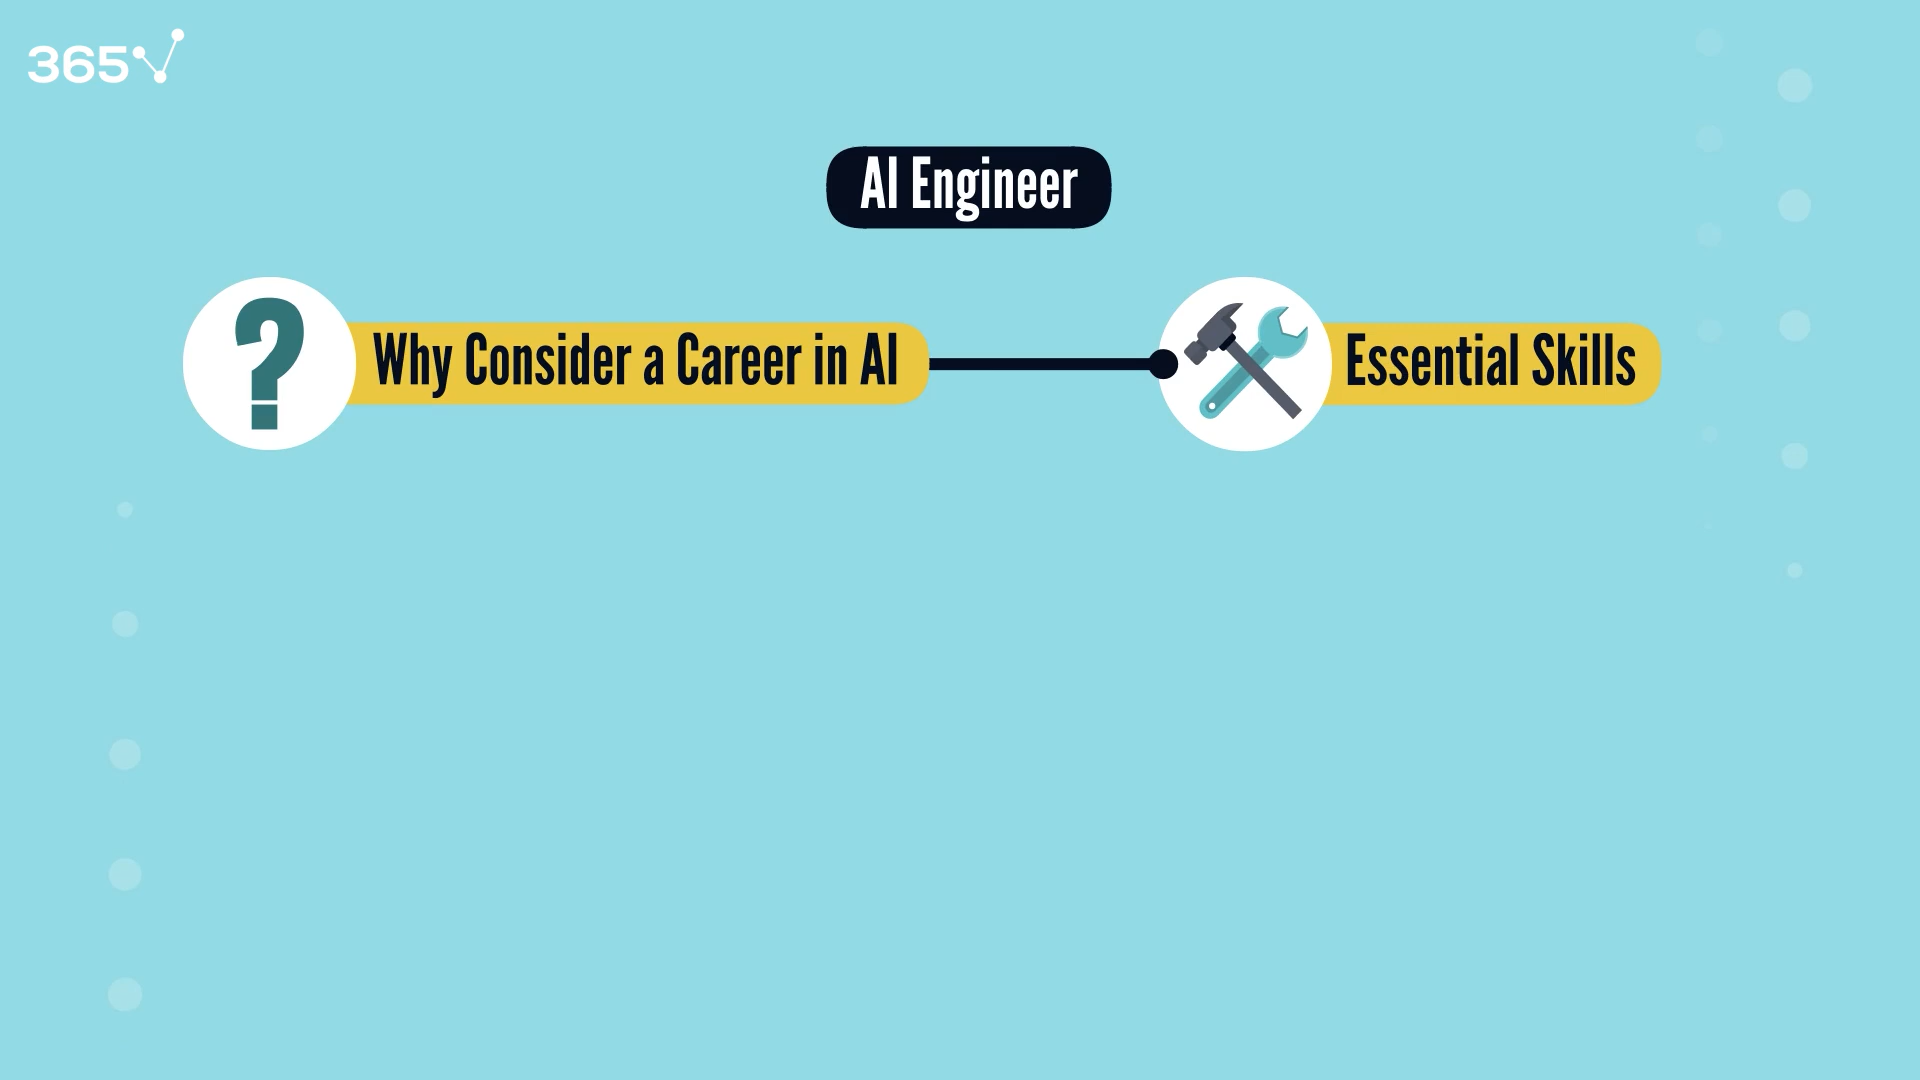 365
AI Engineer
?
Why Consider a Career in AI
Essential Skills